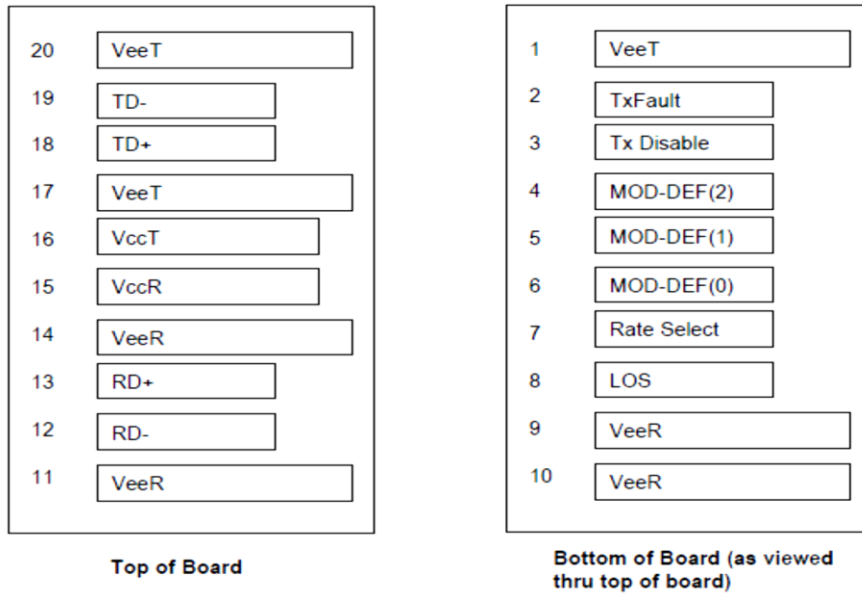 20 VeeT
19 TD-
18 TD+
17 VeeT
16 VccT
15 VccR
14 VeeR
13 RD+
12 RD-
11 VeeR
Top of Board
1 VeeT
2 TxFault
3 Tx Disable
4 MOD-DEF(2)
5 MOD-DEF(1)
6 MOD-DEF(0)
7 Rate Select
8 LOS
9 VeeR
10 VeeR
Bottom of Board (as viewed
thru top of board)